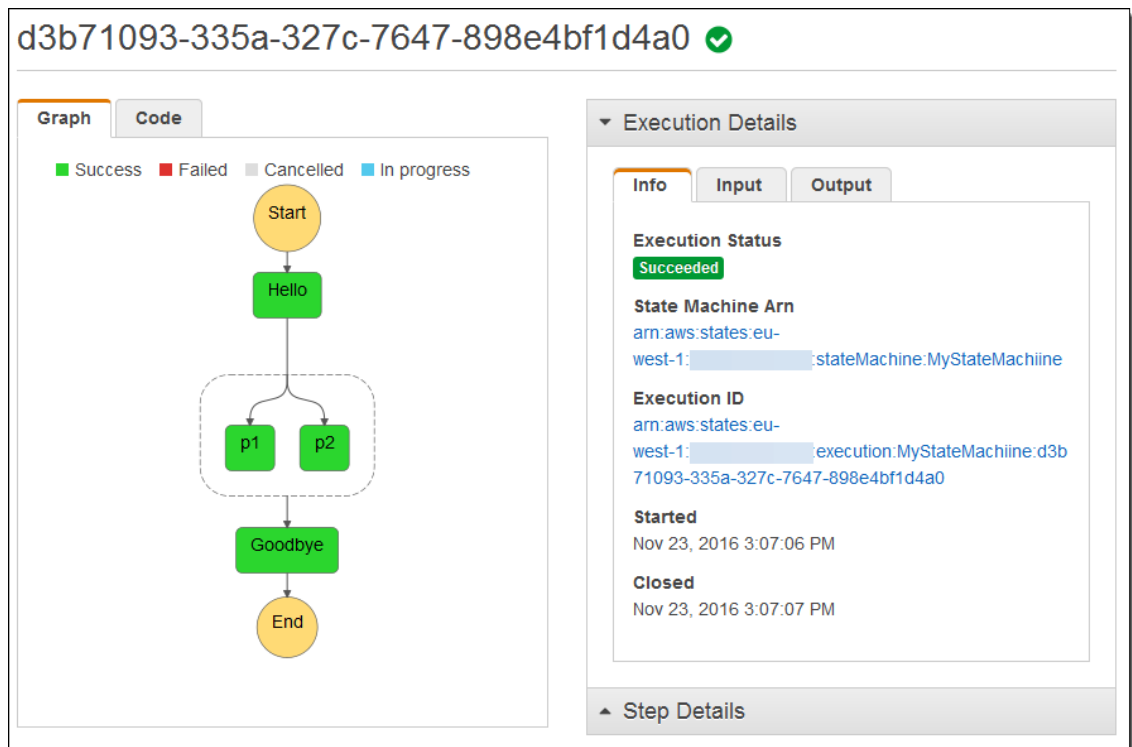 d3b71093-335a-327c-7647-898e4bf1d4a0
Graph
Code
Success
Failed
Cancelled
In progress
Start
Hello
p1
p2
Goodbye
End
Execution Details
Info
Input
Output
Execution Status
Succeeded
State Machine Arn
arn:aws:states:eu-
west-1: :stateMachine:MyStateMachiine
Execution ID
arn:aws:states:eu-
west-1: :execution:MyStateMachiine:d3b
71093-335a-327c-7647-898e4bf1d4a0
Started
Nov 23, 2016 3:07:06 PM
Closed
Nov 23, 2016 3:07:07 PM
Step Details